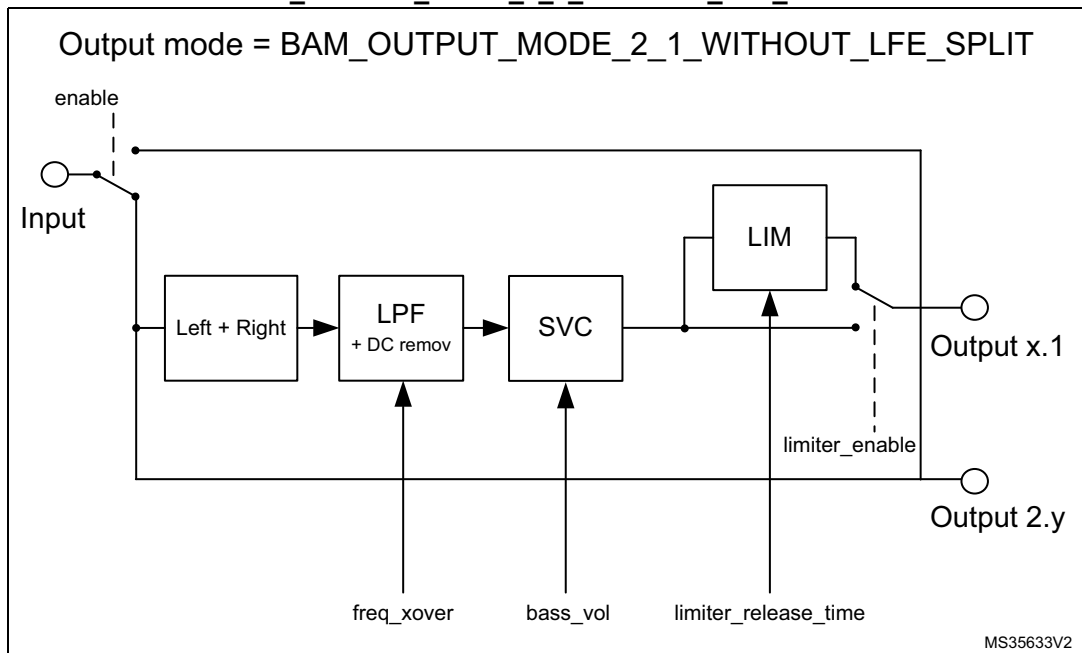 Output mode = BAM_OUTPUT_MODE_2_1_WITHOUT_LFE_SPLIT
enable
Input
LIM
Left + Right
LPF
+ DC remov
SVC
Output x.1
limiter_enable
Output 2.y
freq_xover
bass_vol
limiter_release_time
MS35633V2